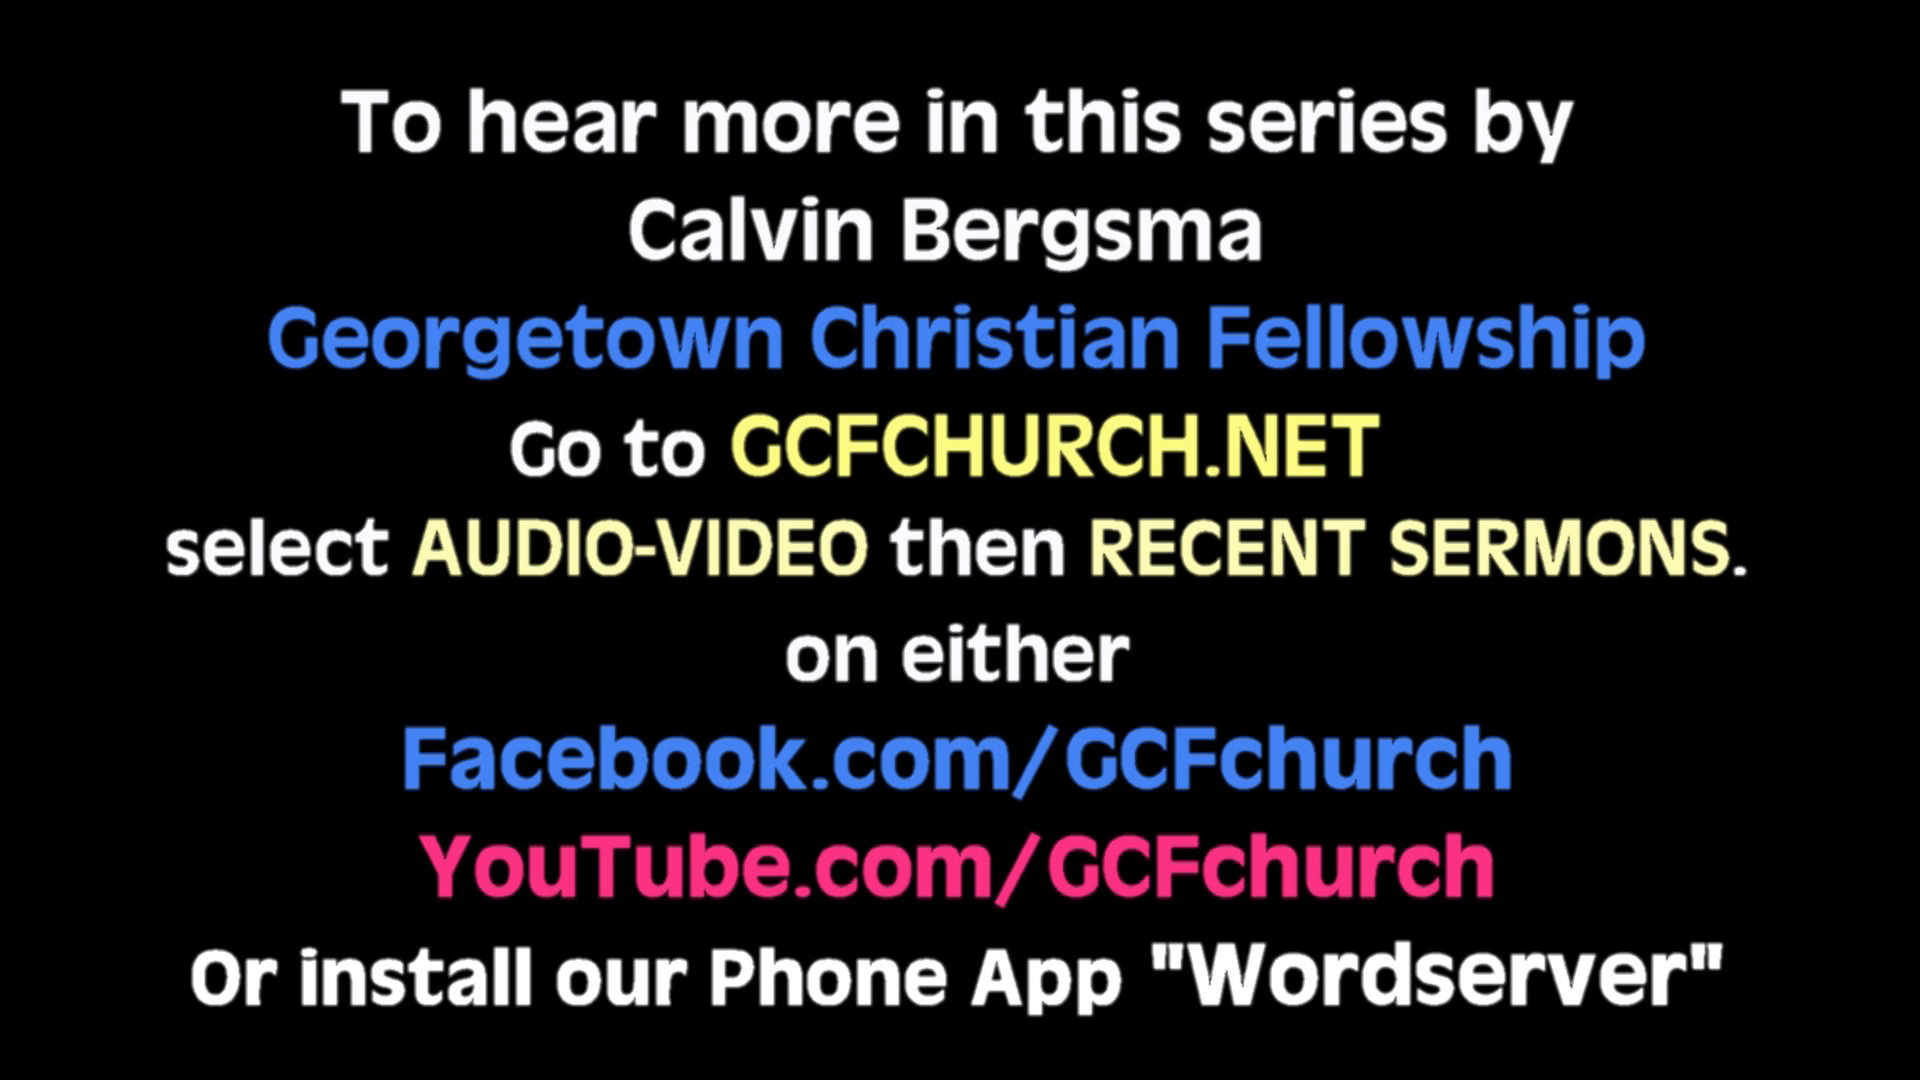 To hear more in this series by
Calvin Bergsma
Georgetown Christian Fellowship
Go to GCFCHURCH.NET
select AUDIO-VIDEO then RECENT SERMONS.
on either
Facebook.com/GCFchurch
YouTube.com/GCFchurch
Or install our Phone App "Wordserver"